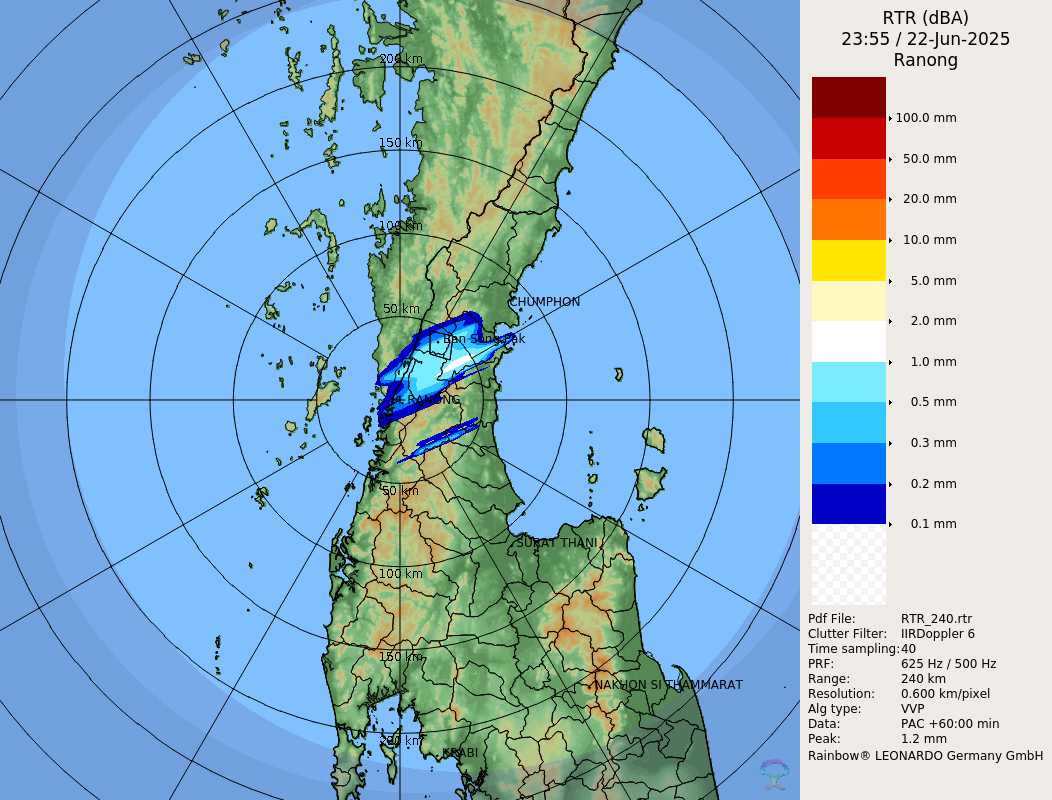 RTR (dBA)
23:55 / 22-Jun-2025
Ranong
200 km
150 km
100 km
50 km
CHUMPHON
Ban Song Pak
RANONG
50 km
SURAT THANI
100 km
150 km
NAKHON SI THAMMARAT
200 km
KRABI
100.0 mm
50.0 mm
20.0 mm
10.0 mm
5.0 mm
2.0 mm
1.0 mm
0.5 mm
0.3 mm
0.2 mm
0.1 mm
Pdf File: RTR_240.rtr
Clutter Filter: IIRDoppler 6
Time sampling:40
PRF: 625 Hz / 500 Hz
Range: 240 km
Resolution: 0.600 km/pixel
Alg type: VVP
Data: PAC +60:00 min
Peak: 1.2 mm
Rainbow® LEONARDO Germany GmbH